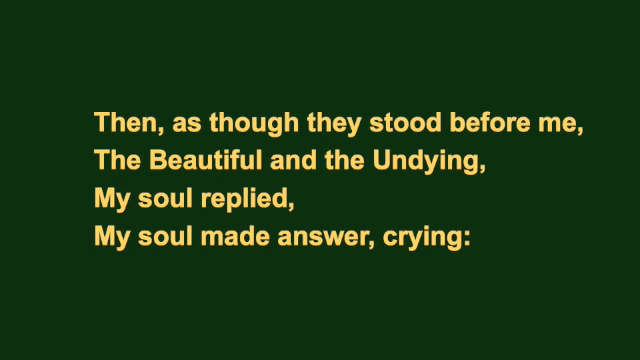 Then, as though they stood before me,
The Beautiful and the Undying,
My soul replied,
My soul made answer, crying: